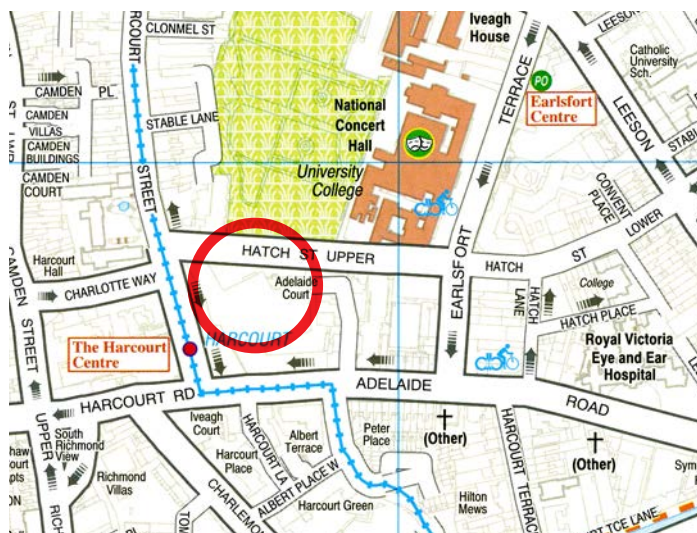 RCOURT
CLONMEL ST
Iveagh
House
LEESON
Catholic
University
Sch.
CAMDEN
PL.
CAMDEN
VILLAS
CAMDEN
BUILDINGS
CAMDEN
COURT
STABLE LANE
National
Concert
Hall
University
College
TERRACE
PO
Earlsfort
Centre
STREET
CONVENT
PLACE
LOWER
Harcourt
Hall
CHARLOTTE WAY
HATCH ST UPPER
EARLSFORT
HATCH
ST
Adelaide
Court
HATCH
LANE
College
HATCH PLACE
CAMDEN
STREET
HARCOURT
The Harcourt
Centre
Royal Victoria
Eye and Ear
Hospital
HARCOURT RD
ADELAIDE
ROAD
UPPER
South
Richmond
View
Iveagh
Court
Harcourt
Place
HARCOURT LA
Albert
Terrace
Peter
Place
(Other)
HARCOURT TERRACE
(Other)
Richmond
Villas
ALBERT PLACE W
Harcourt Green
Hilton
Mews
CHARLEMO
TCE LANE